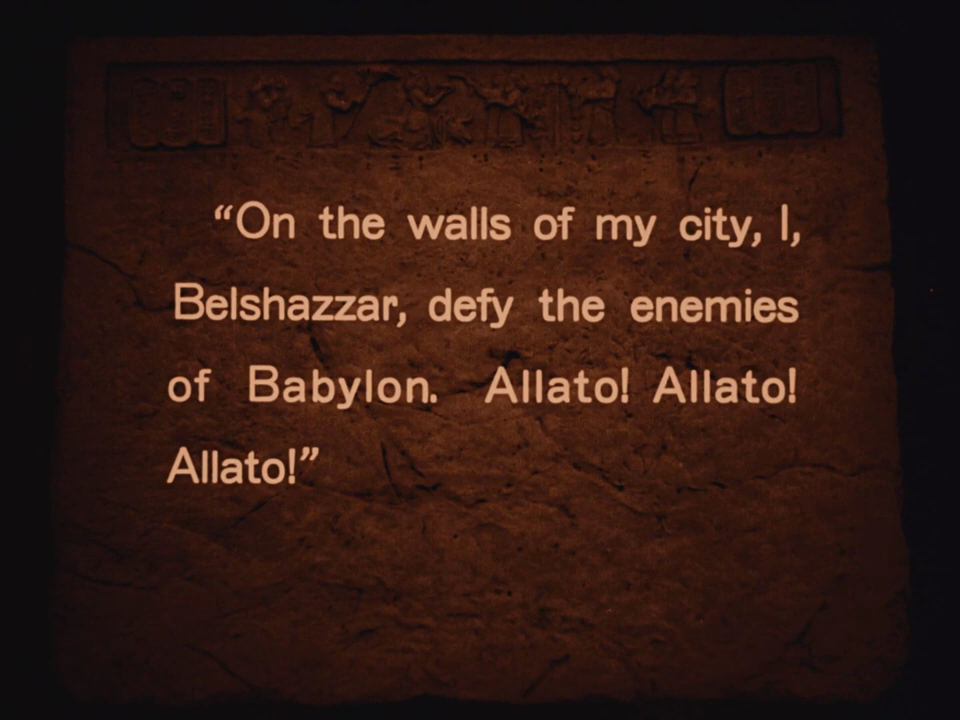 “On the walls of my city, I,
Belshazzar, defy the enemies
of Babylon. Allato! Allato!
Allato!”